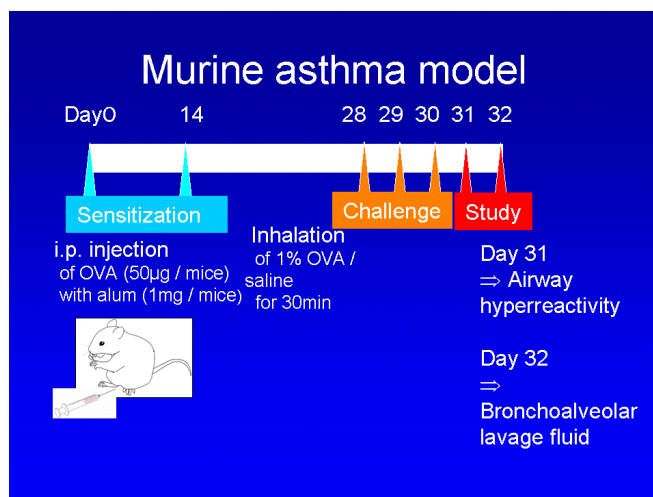 Murine asthma model
Day0 14 28 29 30 31 32
Sensitization
Challenge
Study
i.p. injection
of OVA (50µg / mice)
with alum (1mg / mice)
Inhalation
of 1% OVA /
saline
for 30min
Day 31
⇒ Airway
hyperreactivity
Day 32
⇒
Bronchoalveolar
lavage fluid